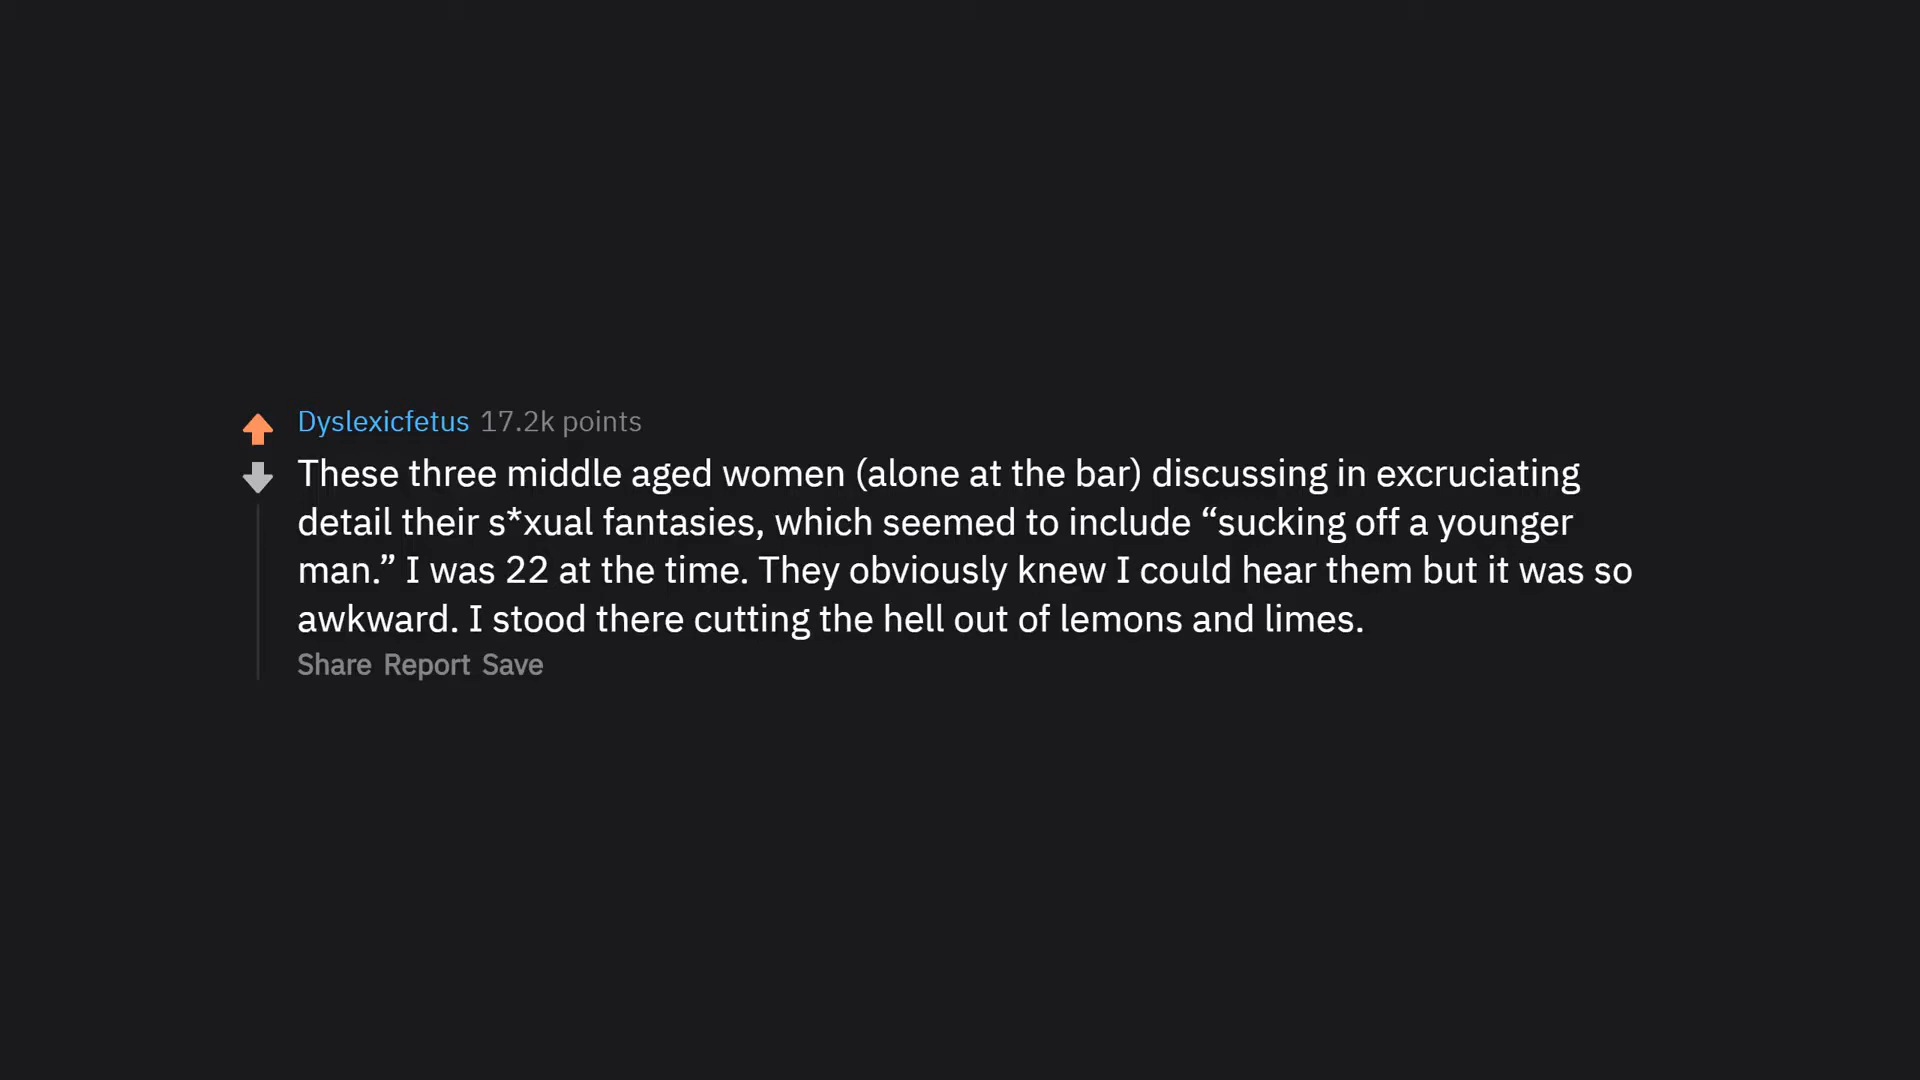 Dyslexicfetus 17.2k points
These three middle aged women (alone at the bar) discussing in excruciating
detail their s*xual fantasies, which seemed to include “sucking off a younger
man.” I was 22 at the time. They obviously knew I could hear them but it was so
awkward. I stood there cutting the hell out of lemons and limes.
Share Report Save